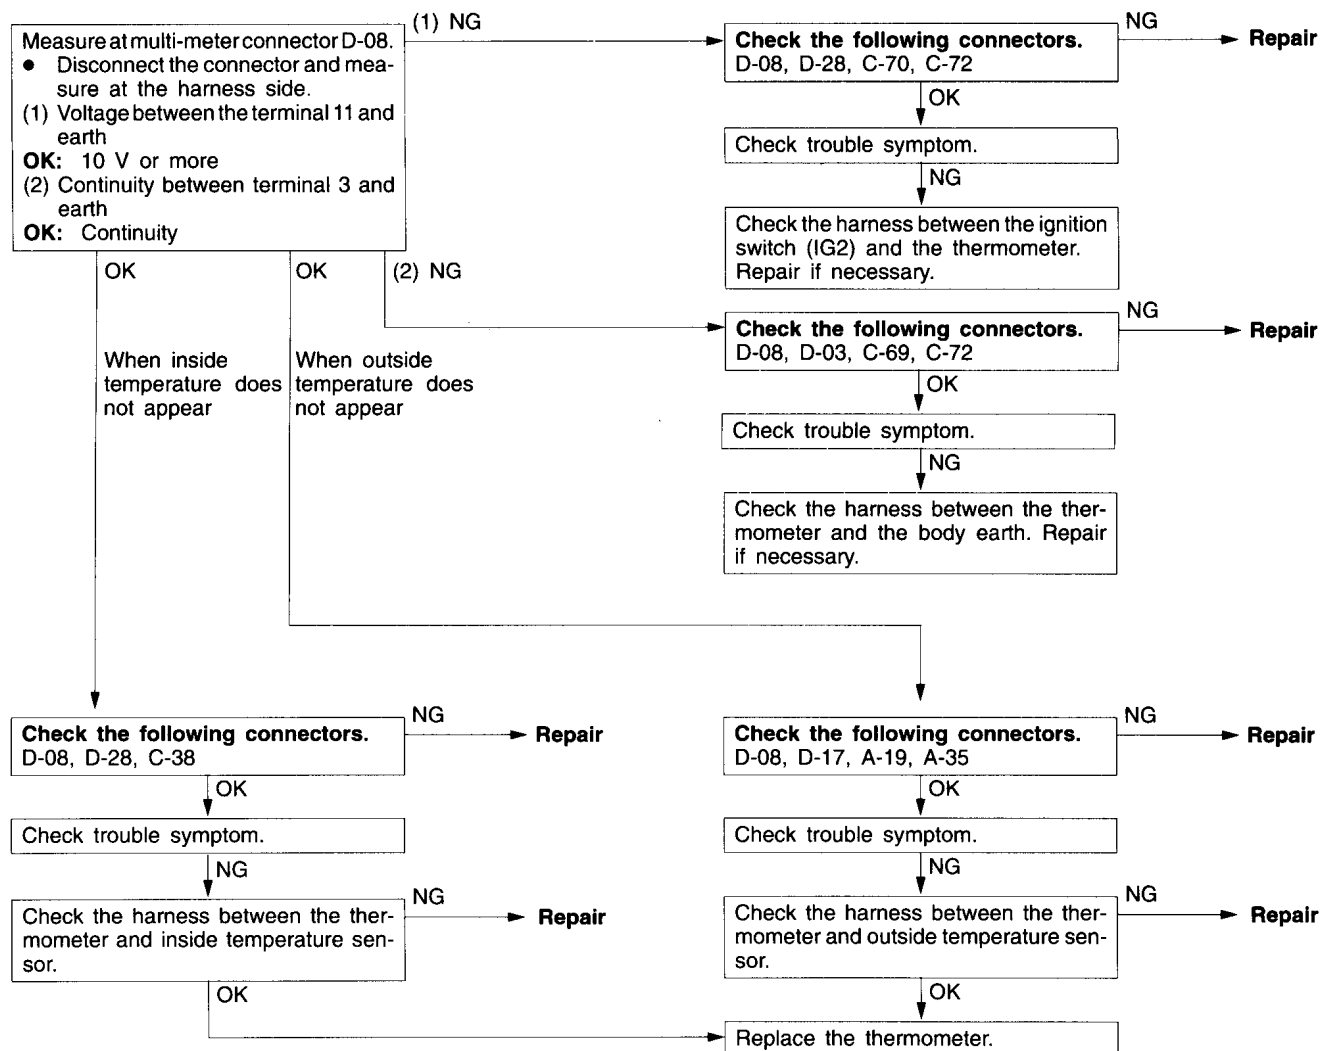 Measure at multi-meter connector D-08.
● Disconnect the connector and mea-
sure at the harness side.
(1) Voltage between the terminal 11 and
earth
OK: 10 V or more
(2) Continuity between terminal 3 and
earth
OK: Continuity
(1) NG
Check the following connectors.
D-08, D-28, C-70, C-72
NG
Repair
OK
Check trouble symptom.
NG
Check the harness between the ignition
switch (IG2) and the thermometer.
Repair if necessary.
OK
OK
(2) NG
Check the following connectors.
D-08, D-03, C-69, C-72
NG
Repair
OK
Check trouble symptom.
NG
Check the harness between the ther-
mometer and the body earth. Repair
if necessary.
When inside
temperature does
not appear
When outside
temperature does
not appear
Check the following connectors.
D-08, D-28, C-38
NG
Repair
OK
Check trouble symptom.
NG
Check the harness between the ther-
mometer and inside temperature sen-
sor.
NG
Repair
OK
Check the following connectors.
D-08, D-17, A-19, A-35
NG
Repair
OK
Check trouble symptom.
NG
Check the harness between the ther-
mometer and outside temperature sen-
sor.
NG
Repair
OK
Replace the thermometer.